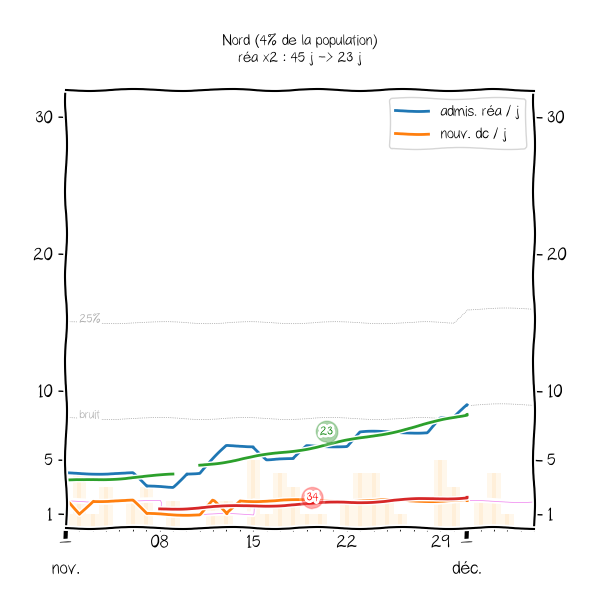 Nord (4% de la population)
réa x2 : 45 j -> 23 j
admis. réa / j
nouv. dc / j
30
30
20
20
25%
10
10
bruit
23
5
5
34
1
1
08
15
22
29
nov.
déc.